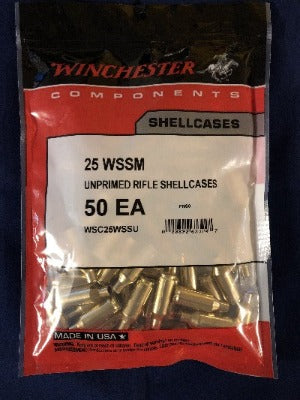 WINCHESTER
COMPONENTS
SHELLCASES
25 WSSM
UNPRIMED RIFLE SHELLCASES
50 EA
WSC25WSSU
MADE IN USA